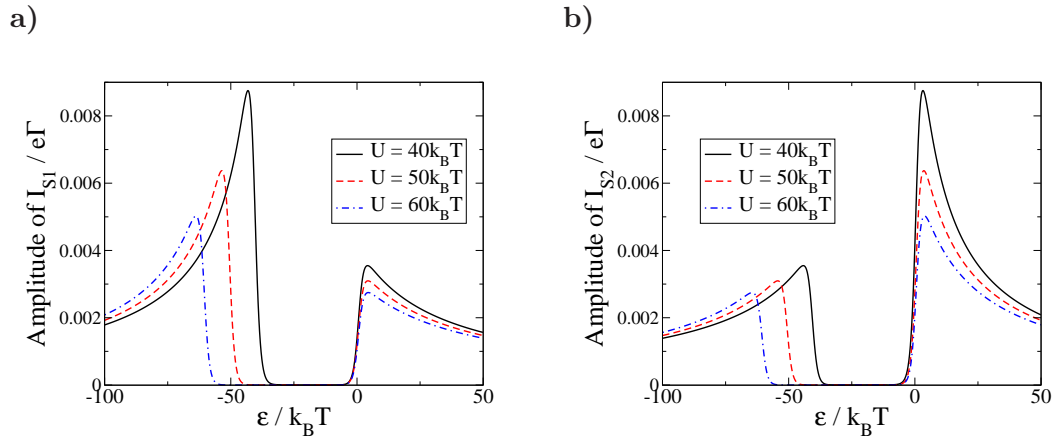 a)
Amplitude of I_S1 / eΓ
0.008
0.006
0.004
0.002
0
U = 40k_BT
U = 50k_BT
U = 60k_BT
-100
-50
0
50
ε / k_BT
b)
Amplitude of I_S2 / eΓ
0.008
0.006
0.004
0.002
0
U = 40k_BT
U = 50k_BT
U = 60k_BT
-100
-50
0
50
ε / k_BT